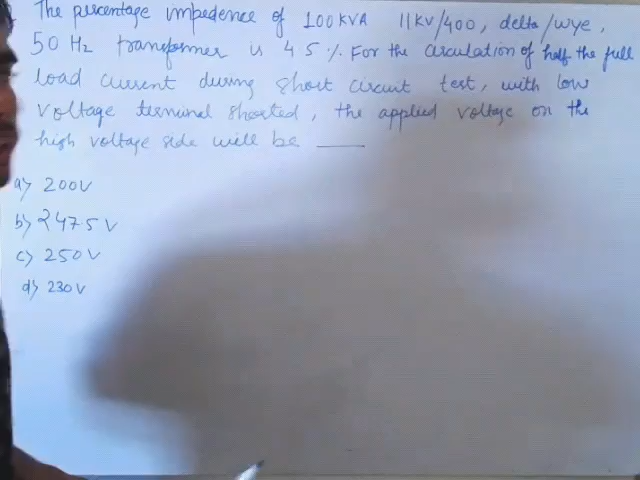 The percentage impedence of 100KVA 11KV/400, delta/wye,
50 Hz transformer is 4 5 %. For the circulation of half the full
load current during short circuit test, with low
voltage terminal shorted, the applied voltage on the
high voltage side will be ____
a) 200V
b) 247.5 V
c) 250V
d) 230V